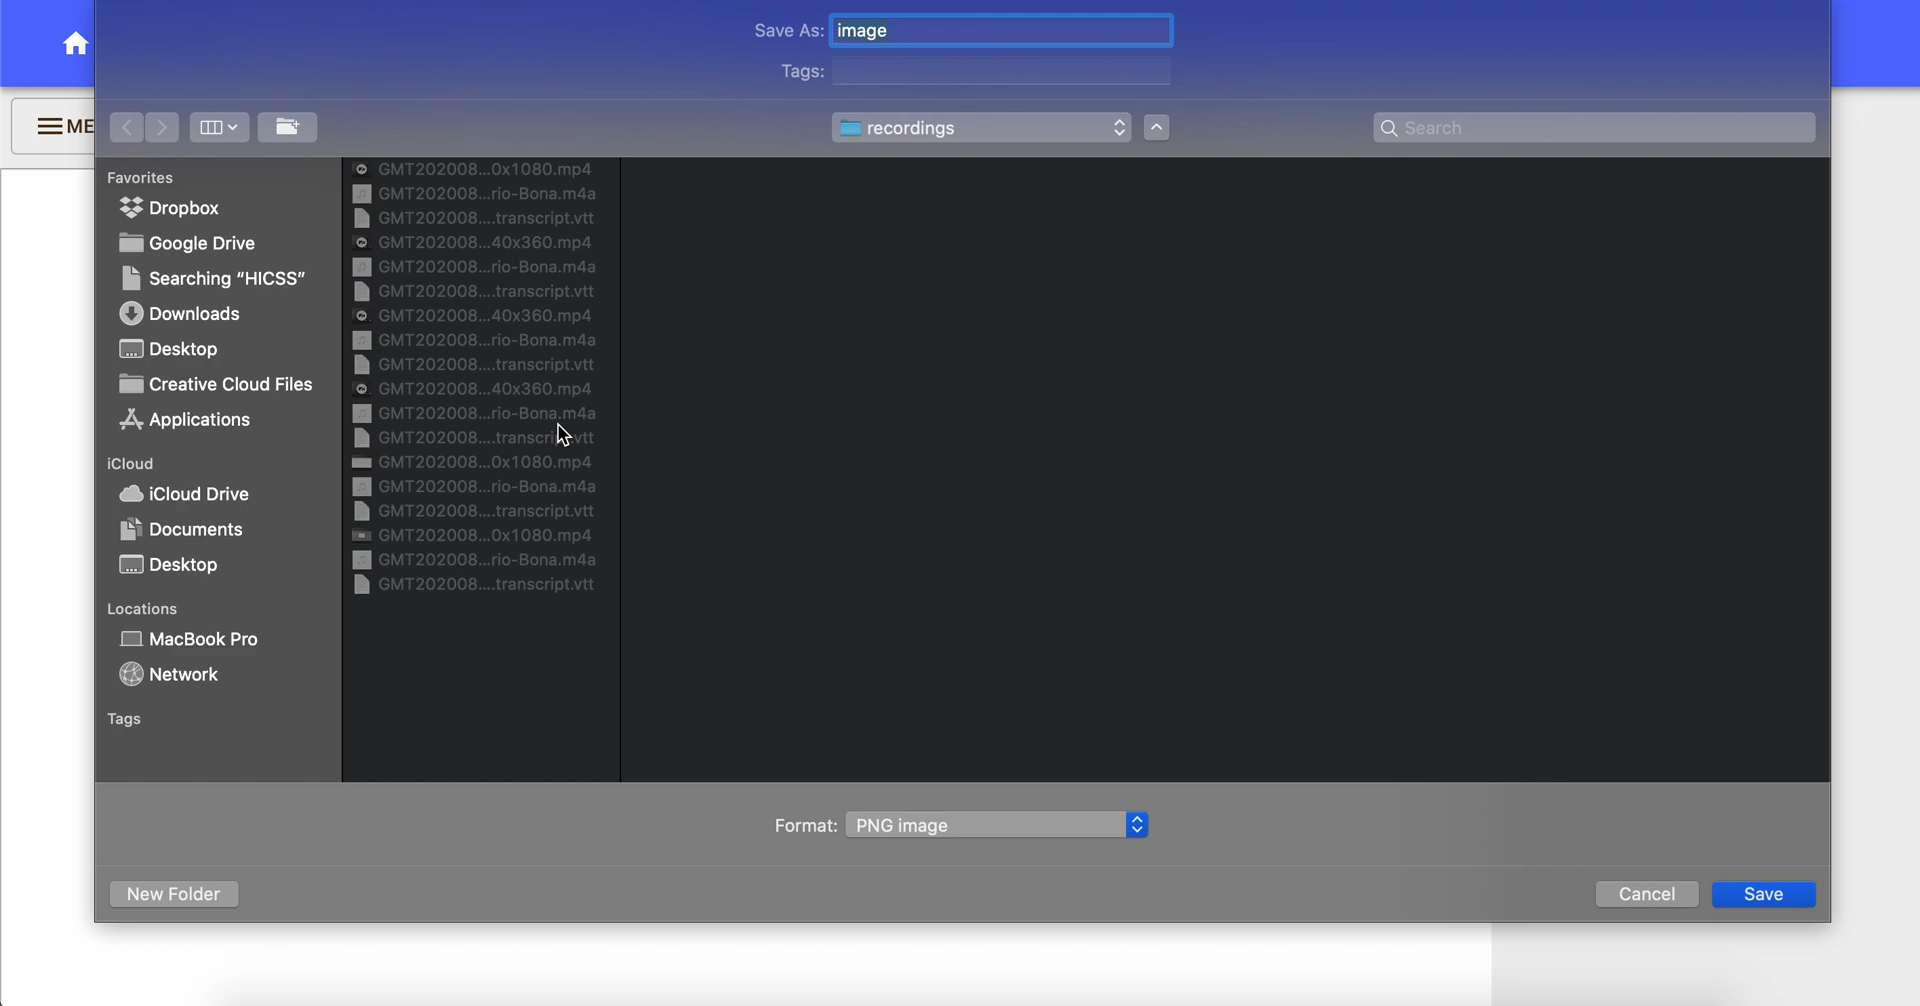 Save As: image
Tags:
ME
recordings
Search
Favorites
Dropbox
Google Drive
Searching “HICSS”
Downloads
Desktop
Creative Cloud Files
Applications
iCloud
iCloud Drive
Documents
Desktop
Locations
MacBook Pro
Network
Tags
GMT202008...0x1080.mp4
GMT202008...rio-Bona.m4a
GMT202008....transcript.vtt
GMT202008...40x360.mp4
GMT202008...rio-Bona.m4a
GMT202008....transcript.vtt
GMT202008...40x360.mp4
GMT202008...rio-Bona.m4a
GMT202008....transcript.vtt
GMT202008...40x360.mp4
GMT202008...rio-Bona.m4a
GMT202008....transcript.vtt
GMT202008...0x1080.mp4
GMT202008...rio-Bona.m4a
GMT202008....transcript.vtt
GMT202008...0x1080.mp4
GMT202008...rio-Bona.m4a
GMT202008....transcript.vtt
Format: PNG image
New Folder
Cancel
Save